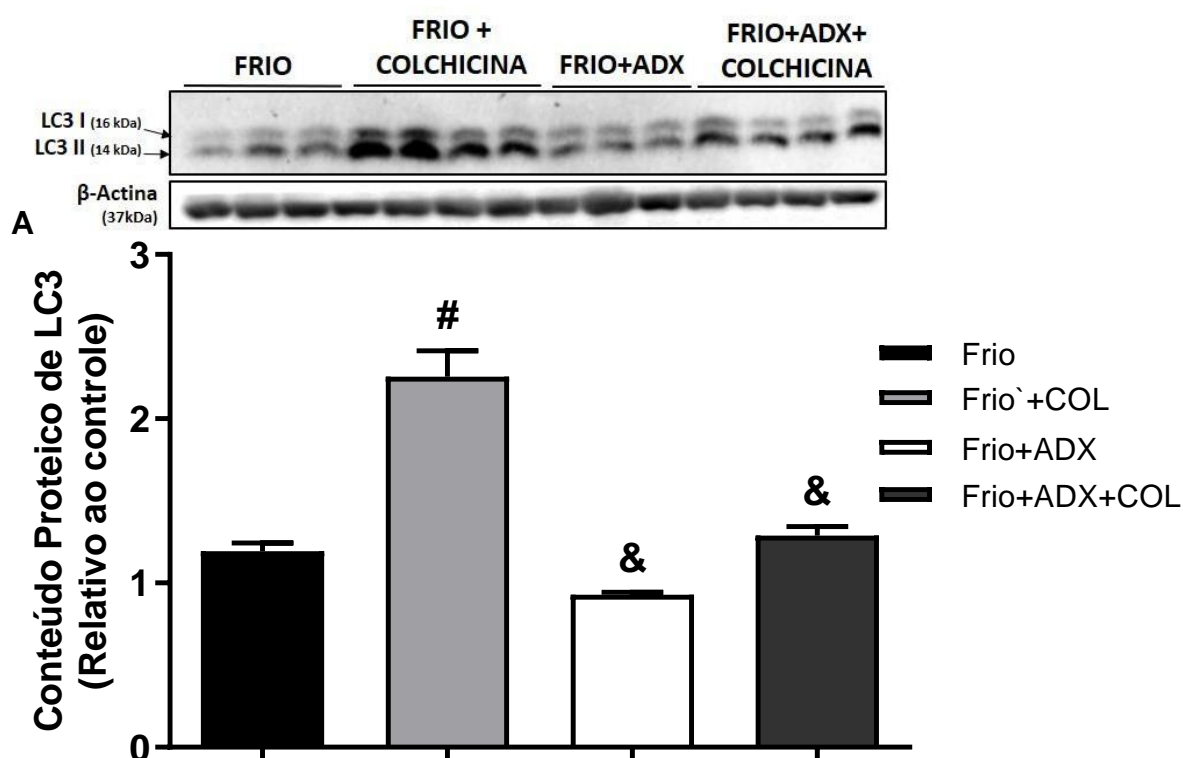 FRIO
FRIO +
COLCHICINA
FRIO+ADX
FRIO+ADX+
COLCHICINA
LC3 I (16 kDa)
LC3 II (14 kDa)
β-Actina
(37kDa)
A
Conteúdo Proteico de LC3
(Relativo ao controle)
3
2
1
0
#
&
&
Frio
Frio`+COL
Frio+ADX
Frio+ADX+COL